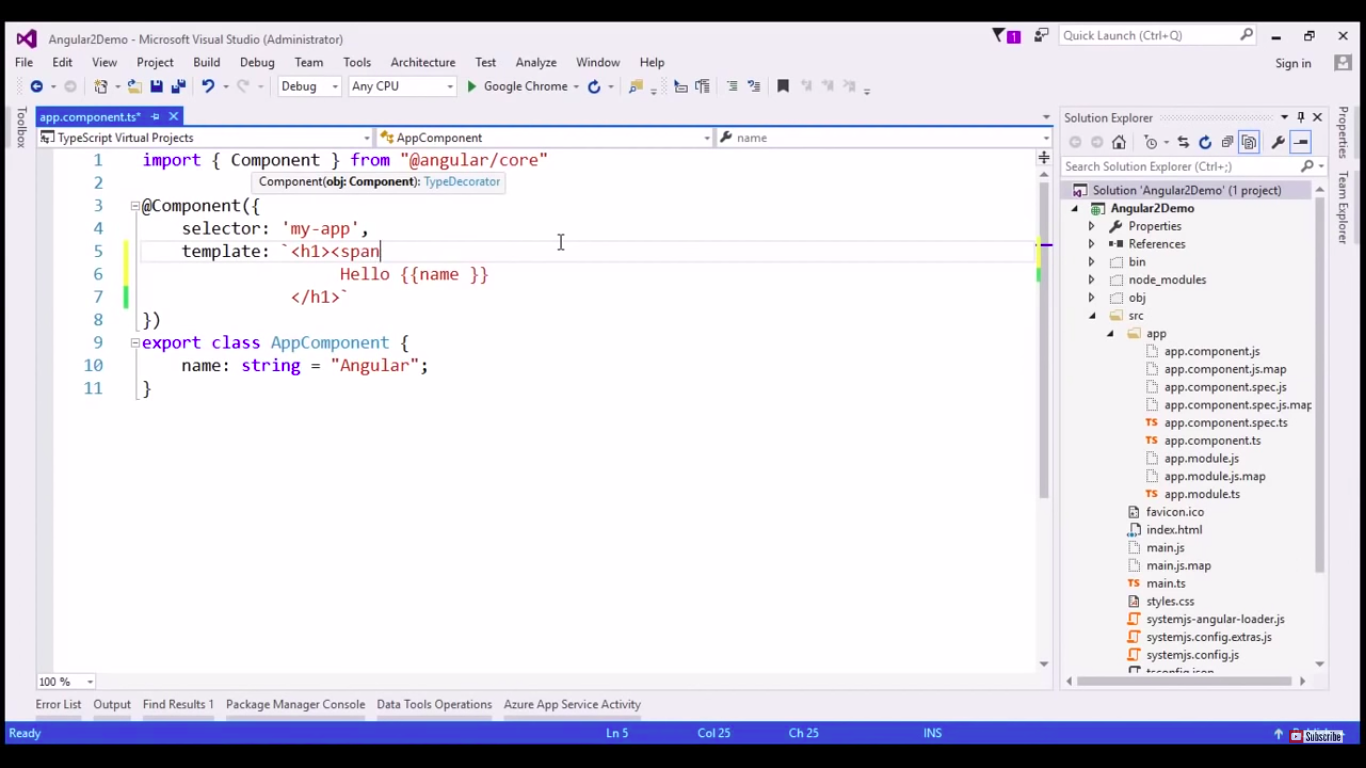 Angular2Demo - Microsoft Visual Studio (Administrator)
1
Quick Launch (Ctrl+Q)
File Edit View Project Build Debug Team Tools Architecture Test Analyze Window Help
Sign in
Debug Any CPU Google Chrome
Toolbox
app.component.ts*
TypeScript Virtual Projects AppComponent name
1 import { Component } from "@angular/core"
2
Component(obj: Component): TypeDecorator
3 @Component({
4 selector: 'my-app',
5 template: `<h1><span
6 Hello {{name }}
7 </h1>`
8 })
9 export class AppComponent {
10 name: string = "Angular";
11 }
100 %
Solution Explorer
Search Solution Explorer (Ctrl+;)
Solution 'Angular2Demo' (1 project)
Angular2Demo
Properties
References
bin
node_modules
obj
src
app
app.component.js
app.component.js.map
app.component.spec.js
app.component.spec.js.map
app.component.spec.ts
app.component.ts
app.module.js
app.module.js.map
app.module.ts
favicon.ico
index.html
main.js
main.js.map
main.ts
styles.css
systemjs-angular-loader.js
systemjs.config.extras.js
systemjs.config.js
tsconfig.json
Properties
Team Explorer
Error List Output Find Results 1 Package Manager Console Data Tools Operations Azure App Service Activity
Ready Ln 5 Col 25 Ch 25 INS
Subscribe